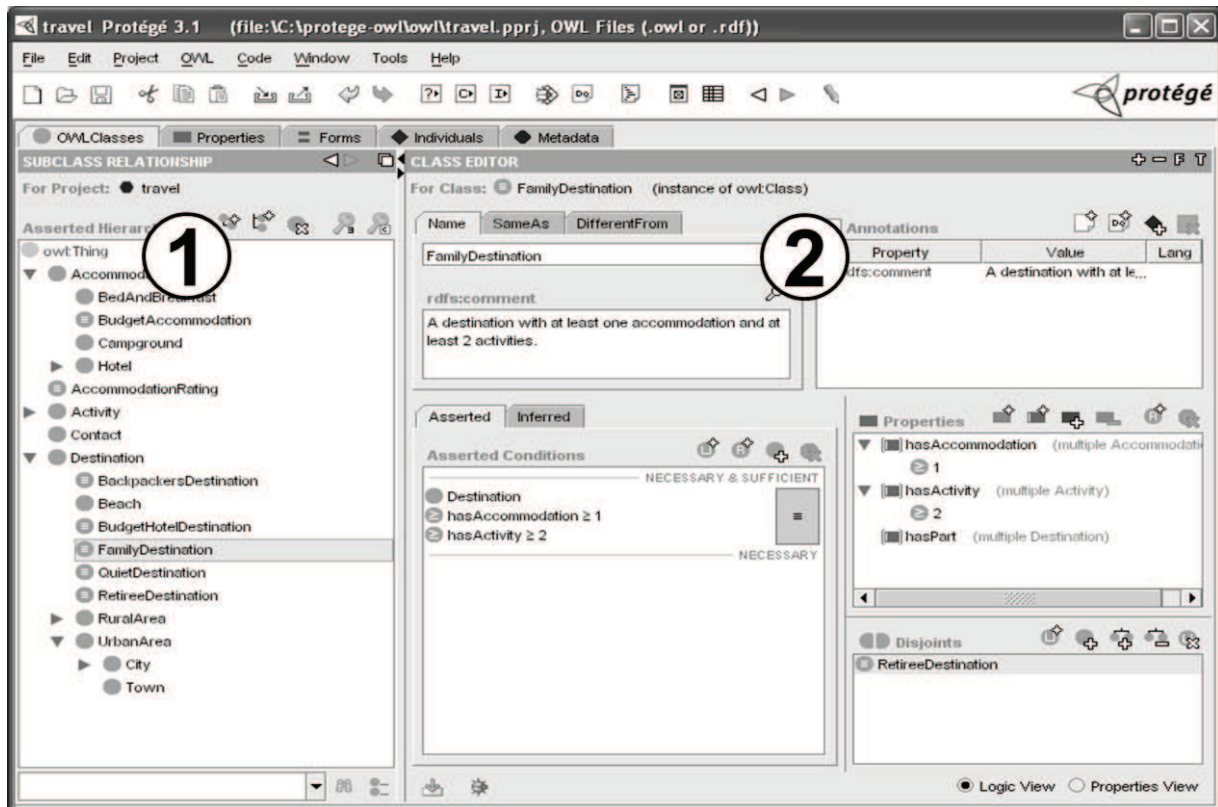 travel Protégé 3.1 (file:\C:\protege-owl\owl\travel.pprj, OWL Files (.owl or .rdf))
File Edit Project OWL Code Window Tools Help
protégé
OWLClasses Properties Forms Individuals Metadata
SUBCLASS RELATIONSHIP
For Project: travel
Asserted
1
owl:Thing
BedAndBreakfast
BudgetAccommodation
Campground
Hotel
AccommodationRating
Activity
Contact
Destination
BackpackersDestination
Beach
BudgetHotelDestination
FamilyDestination
QuietDestination
RetireeDestination
RuralArea
UrbanArea
City
Town
CLASS EDITOR
For Class: FamilyDestination (instance of owl:Class)
Name SameAs DifferentFrom
FamilyDestination
rdfs:comment
A destination with at least one accommodation and at
least 2 activities.
2
Annotations
Property Value Lang
dfs:comment A destination with at le...
Asserted Inferred
Asserted Conditions
NECESSARY & SUFFICIENT
Destination
hasAccommodation ≥ 1
hasActivity ≥ 2
NECESSARY
Properties
hasAccommodation (multiple Accommodati
1
hasActivity (multiple Activity)
2
hasPart (multiple Destination)
Disjoints
RetireeDestination
Logic View Properties View